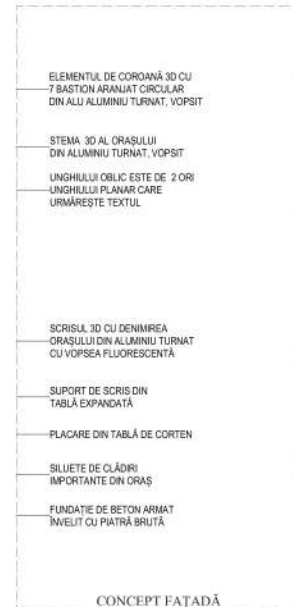 ELEMENTUL DE COROANĂ 3D CU
7 BASTION ARANJAT CIRCULAR
DIN ALU ALUMINIU TURNAT, VOPSIT
STEMA 3D AL ORAȘULUI
DIN ALUMINIU TURNAT, VOPSIT
UNGHIULUI OBLIC ESTE DE 2 ORI
UNGHIULUI PLANAR CARE
URMĂREȘTE TEXTUL
SCRISUL 3D CU DENIMIREA
ORAȘULUI DIN ALUMINIU TURNAT
CU VOPSEA FLUORESCENTĂ
SUPORT DE SCRIS DIN
TABLĂ EXPANDATĂ
PLACARE DIN TABLĂ DE CORTEN
SILUETE DE CLĂDIRI
IMPORTANTE DIN ORAȘ
FUNDAȚIE DE BETON ARMAT
ÎNVELIT CU PIATRĂ BRUTĂ
CONCEPT FAȚADĂ